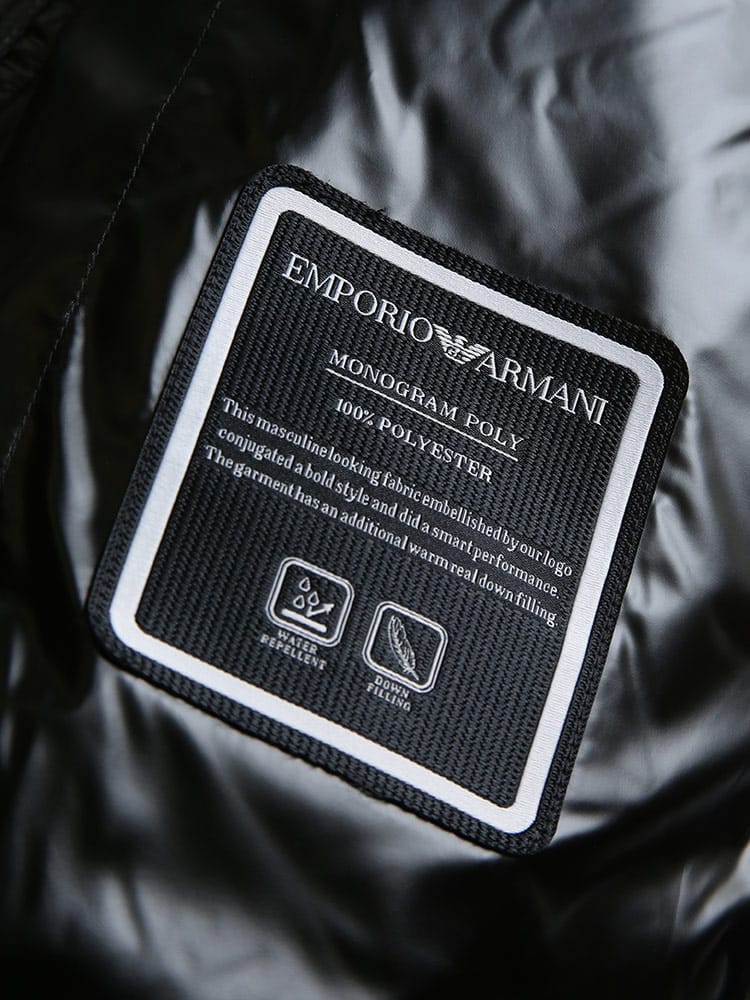 EMPORIO ARMANI
MONOGRAM POLY
100% POLYESTER
This masculine looking fabric embellished by our logo
conjugated a bold style and did a smart performance.
The garment has an additional warm real down filling.
WATER
REPELLENT
DOWN
FILLING